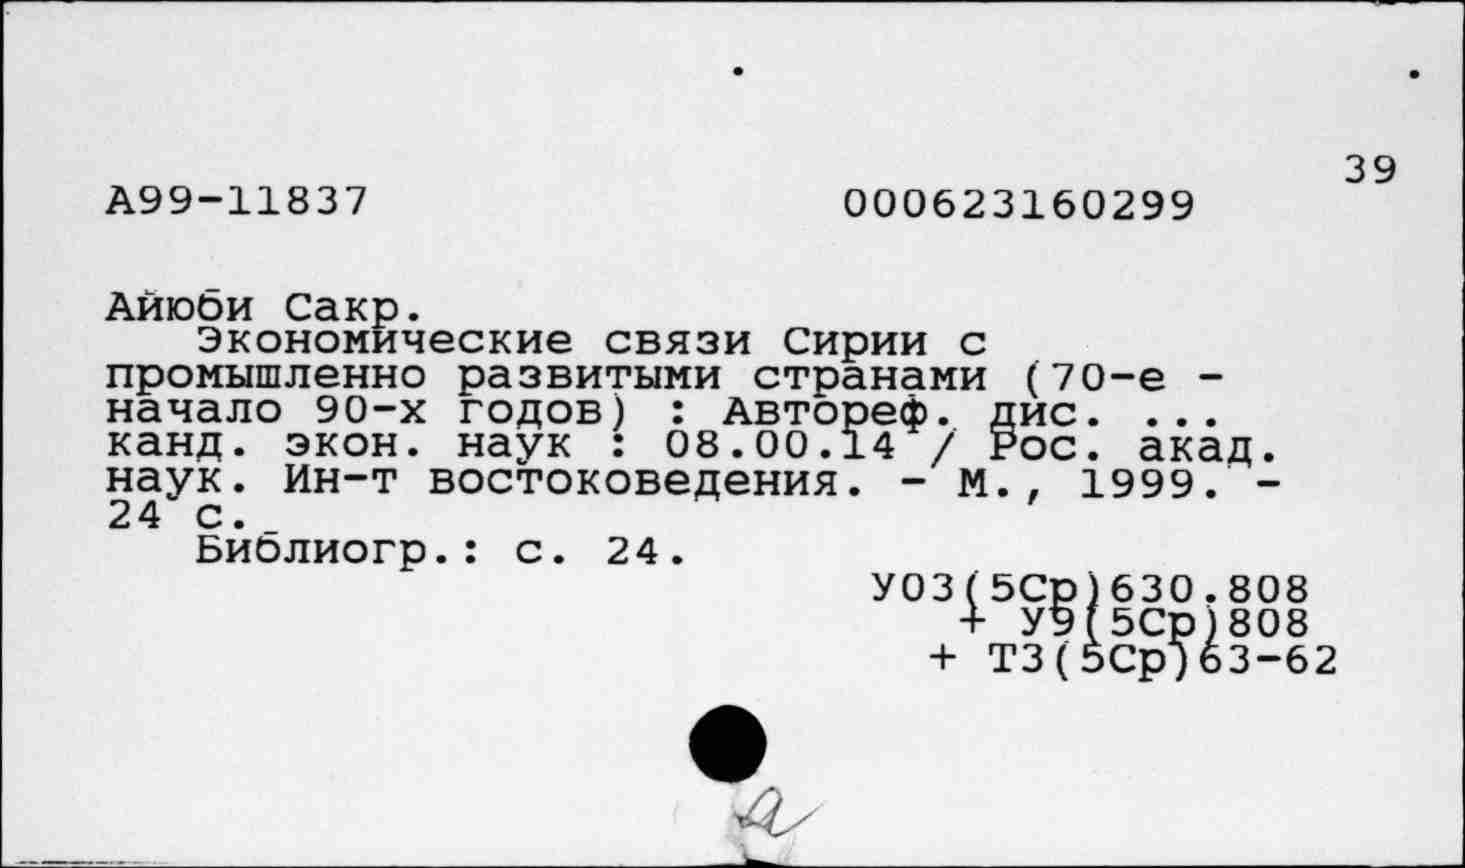 39
А99-11837 000623160299
Айюби Сакр.
Экономические связи Сирии с
промышленно развитыми странами (70-е -
начало 90-х годов) : Автореф. дис. ...
канд. экон. наук : 08.00.14 / Рос. акад.
наук. Ин-т востоковедения. - М., 1999. -
24 с.
Библиогр.: с. 24.
У03(5Ср)630.808
+ У9(5Ср)808
+ Т3(5Ср)63-62